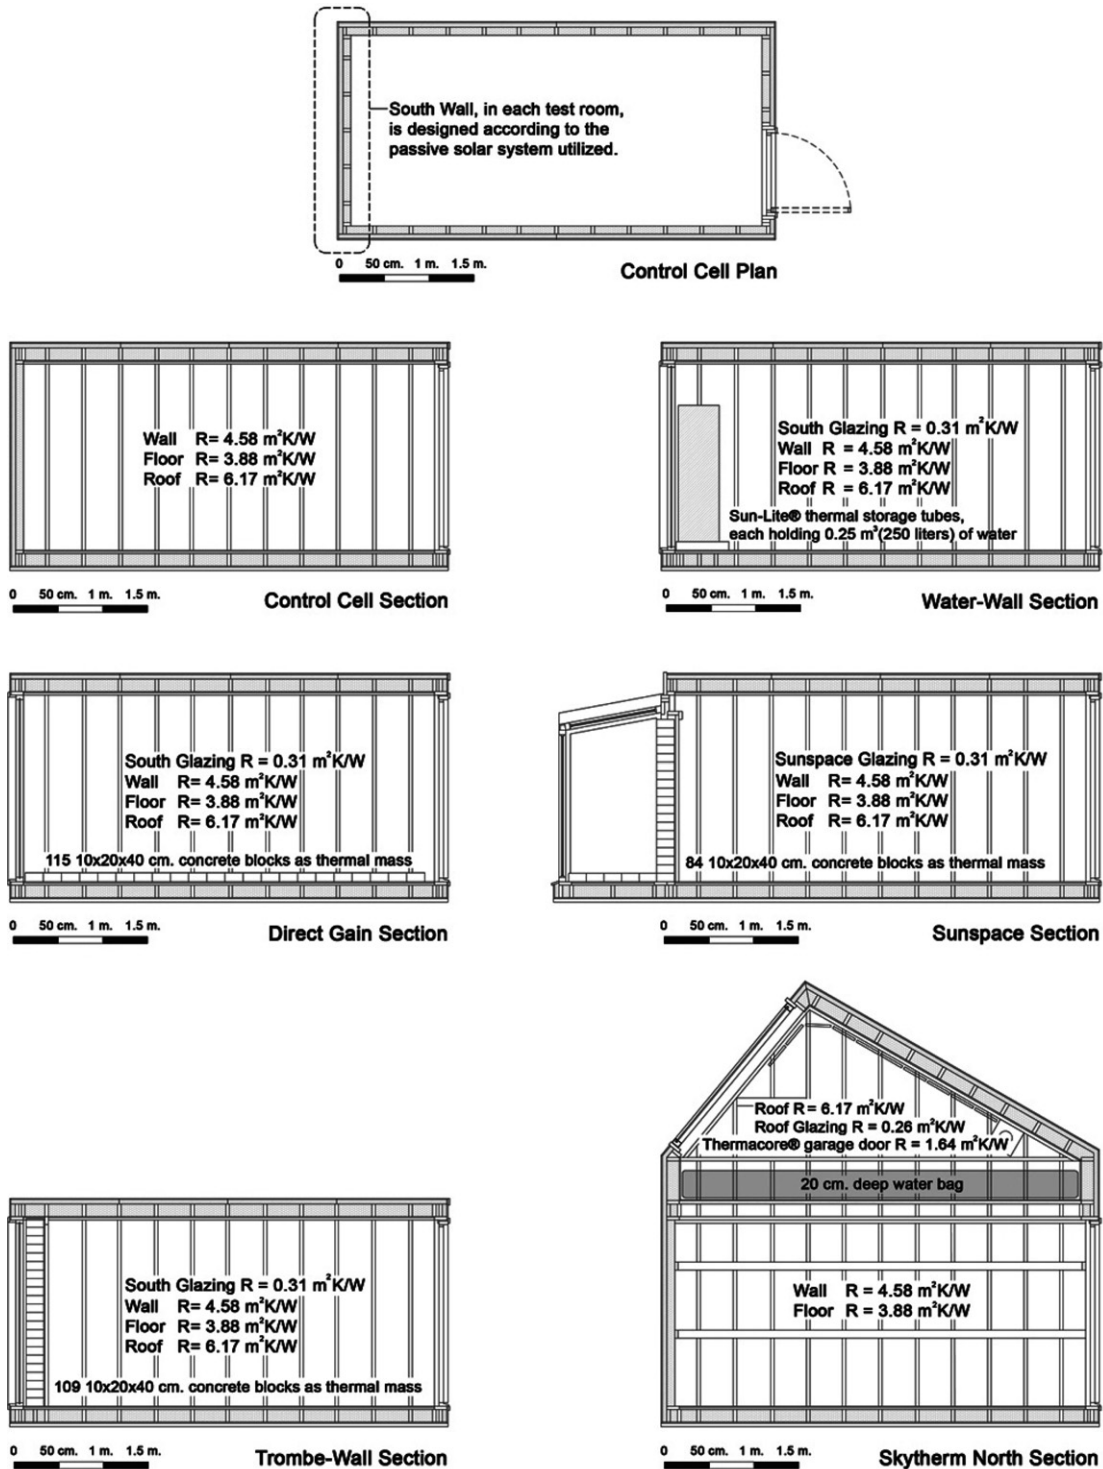 South Wall, in each test room,
is designed according to the
passive solar system utilized.
0 50 cm. 1 m. 1.5 m.
Control Cell Plan
Wall R= 4.58 m²K/W
Floor R= 3.88 m²K/W
Roof R= 6.17 m²K/W
0 50 cm. 1 m. 1.5 m.
Control Cell Section
South Glazing R = 0.31 m²K/W
Wall R = 4.58 m²K/W
Floor R = 3.88 m²K/W
Roof R = 6.17 m²K/W
Sun-Lite® thermal storage tubes,
each holding 0.25 m³(250 liters) of water
0 50 cm. 1 m. 1.5 m.
Water-Wall Section
South Glazing R = 0.31 m²K/W
Wall R= 4.58 m²K/W
Floor R= 3.88 m²K/W
Roof R= 6.17 m²K/W
115 10x20x40 cm. concrete blocks as thermal mass
0 50 cm. 1 m. 1.5 m.
Direct Gain Section
Sunspace Glazing R = 0.31 m²K/W
Wall R= 4.58 m²K/W
Floor R= 3.88 m²K/W
Roof R= 6.17 m²K/W
84 10x20x40 cm. concrete blocks as thermal mass
0 50 cm. 1 m. 1.5 m.
Sunspace Section
South Glazing R = 0.31 m²K/W
Wall R= 4.58 m²K/W
Floor R= 3.88 m²K/W
Roof R= 6.17 m²K/W
109 10x20x40 cm. concrete blocks as thermal mass
0 50 cm. 1 m. 1.5 m.
Trombe-Wall Section
Roof R = 6.17 m²K/W
Roof Glazing R = 0.26 m²K/W
Thermacore® garage door R = 1.64 m²K/W
20 cm. deep water bag
Wall R = 4.58 m²K/W
Floor R = 3.88 m²K/W
0 50 cm. 1 m. 1.5 m.
Skytherm North Section